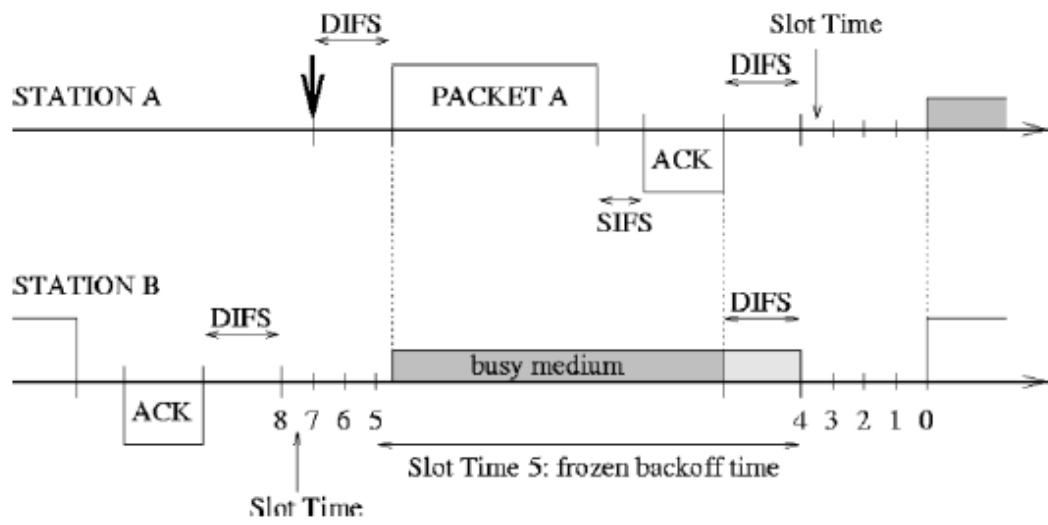 DIFS
Slot Time
DIFS
STATION A
PACKET A
ACK
SIFS
STATION B
DIFS
DIFS
busy medium
ACK
8 7 6 5 4 3 2 1 0
Slot Time 5: frozen backoff time
Slot Time